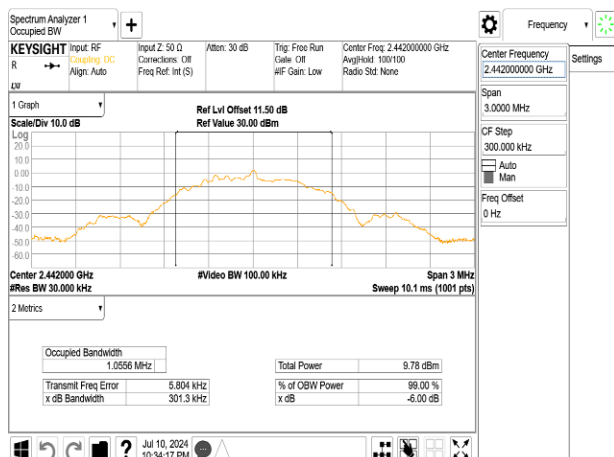 Spectrum Analyzer 1
Occupied BW
+
Frequency
KEYSIGHT
R
LXI
Input: RF
Coupling: DC
Align: Auto
Input Z: 50 Ω
Corrections: Off
Freq Ref: Int (S)
Atten: 30 dB
Trig: Free Run
Gate: Off
#IF Gain: Low
Center Freq: 2.442000000 GHz
Avg|Hold: 100/100
Radio Std: None
Center Frequency
2.442000000 GHz
Settings
Span
3.0000 MHz
CF Step
300.000 kHz
Auto
Man
Freq Offset
0 Hz
1 Graph
Scale/Div 10.0 dB
Ref Lvl Offset 11.50 dB
Ref Value 30.00 dBm
Log
20.0
10.0
0.00
-10.0
-20.0
-30.0
-40.0
-50.0
-60.0
Center 2.442000 GHz
#Video BW 100.00 kHz
Span 3 MHz
#Res BW 30.000 kHz
Sweep 10.1 ms (1001 pts)
2 Metrics
Occupied Bandwidth
1.0556 MHz
Total Power 9.78 dBm
Transmit Freq Error 5.804 kHz
% of OBW Power 99.00 %
x dB Bandwidth 301.3 kHz
x dB -6.00 dB
?
Jul 10, 2024
10:34:17 PM